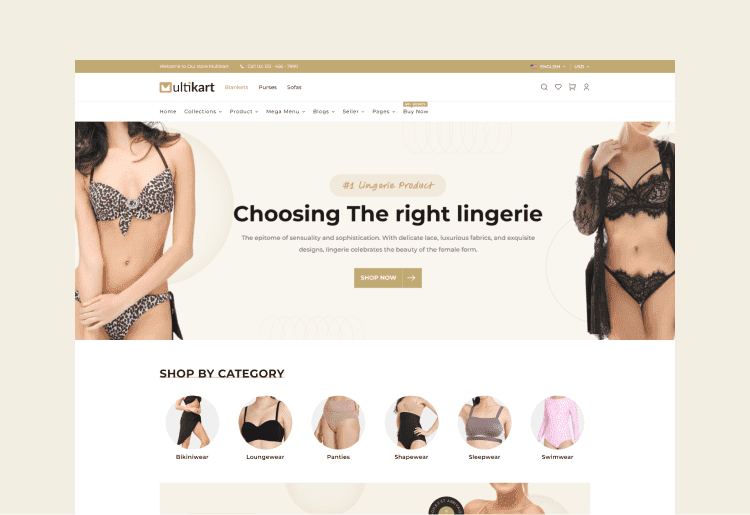 Welcome to Our store Multikart
Call Us: 123 - 456 - 7890
ENGLISH
USD
ultikart
Blankets
Purses
Sofas
Home
Collections
Product
Mega Menu
Blogs
Seller
Pages
Buy Now
#1 Lingerie Product
Choosing The right lingerie
The epitome of sensuality and sophistication. With delicate lace, luxurious fabrics, and exquisite
designs, lingerie celebrates the beauty of the female form.
SHOP NOW
SHOP BY CATEGORY
Bikiniwear
Loungewear
Panties
Shapewear
Sleepwear
Swimwear